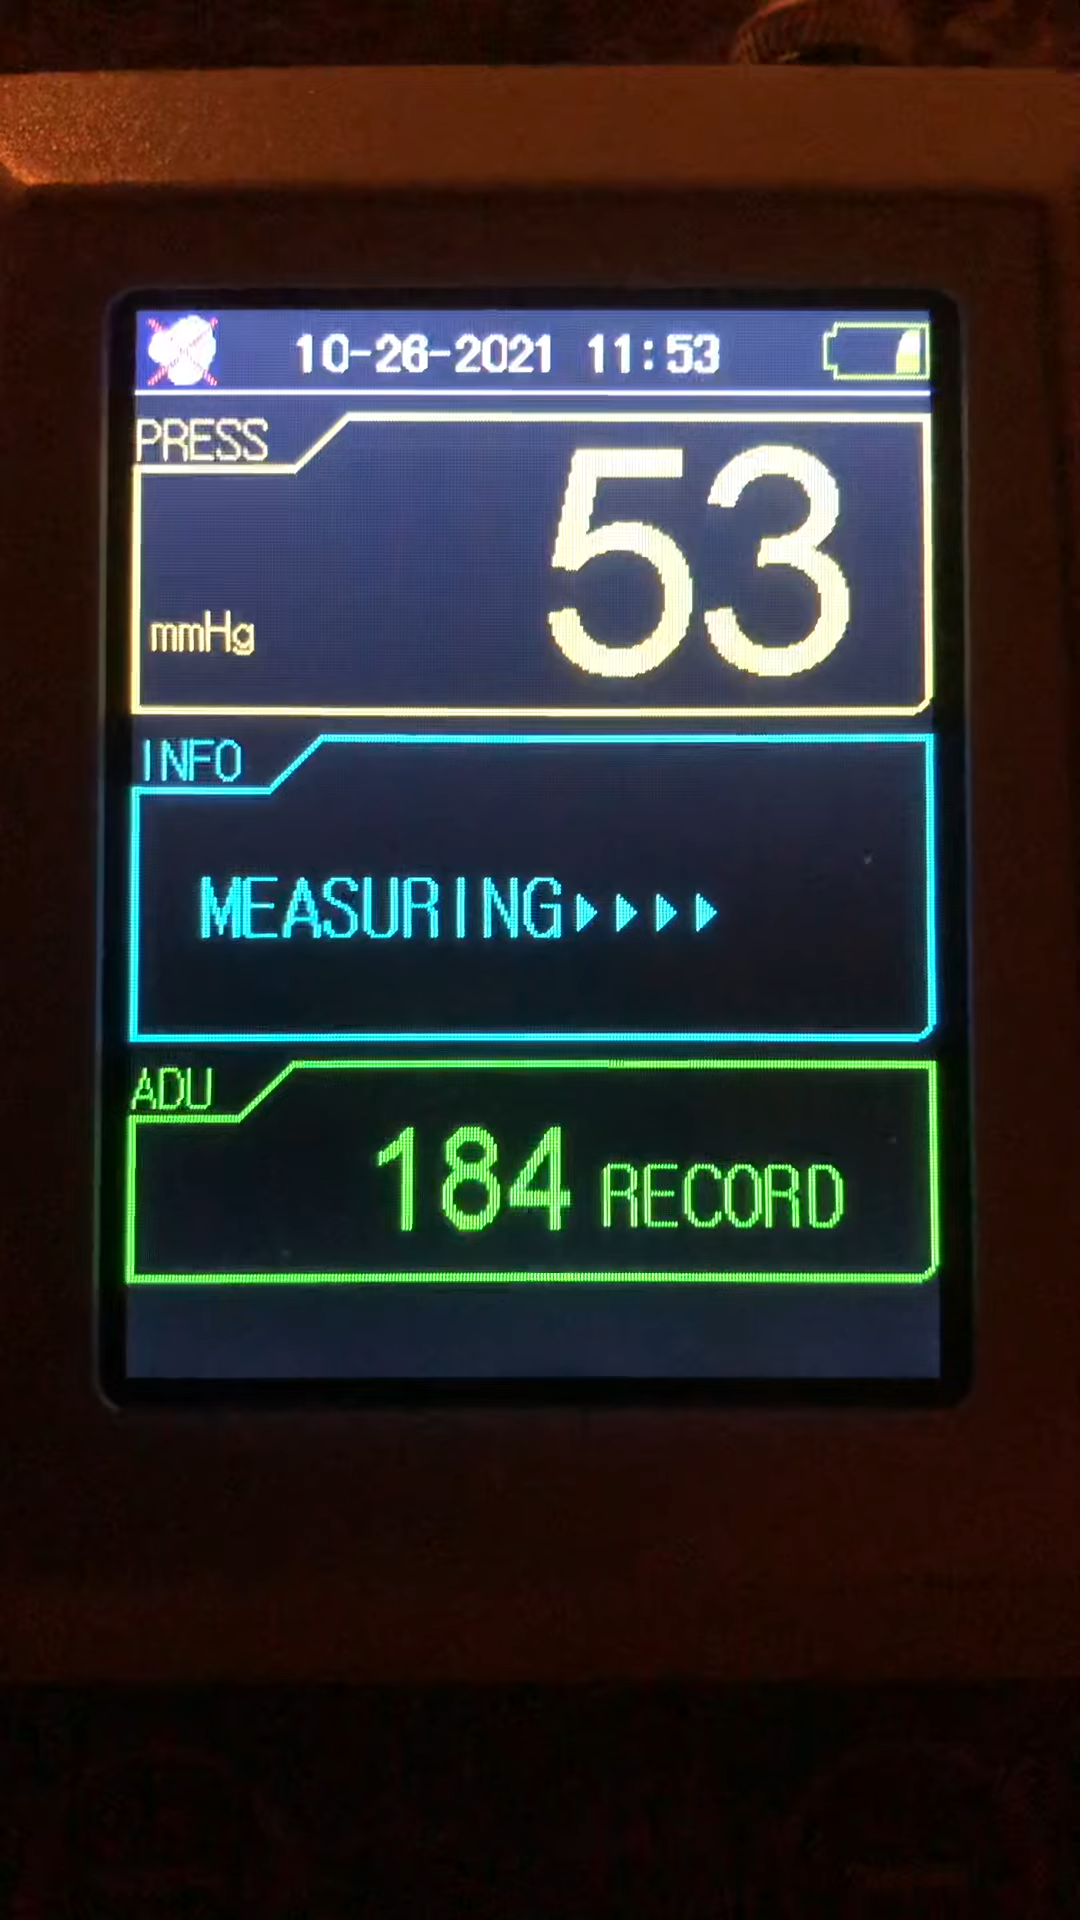 10-26-2021 11:53
PRESS
53
mmHg
INFO
MEASURING
ADU
184 RECORD